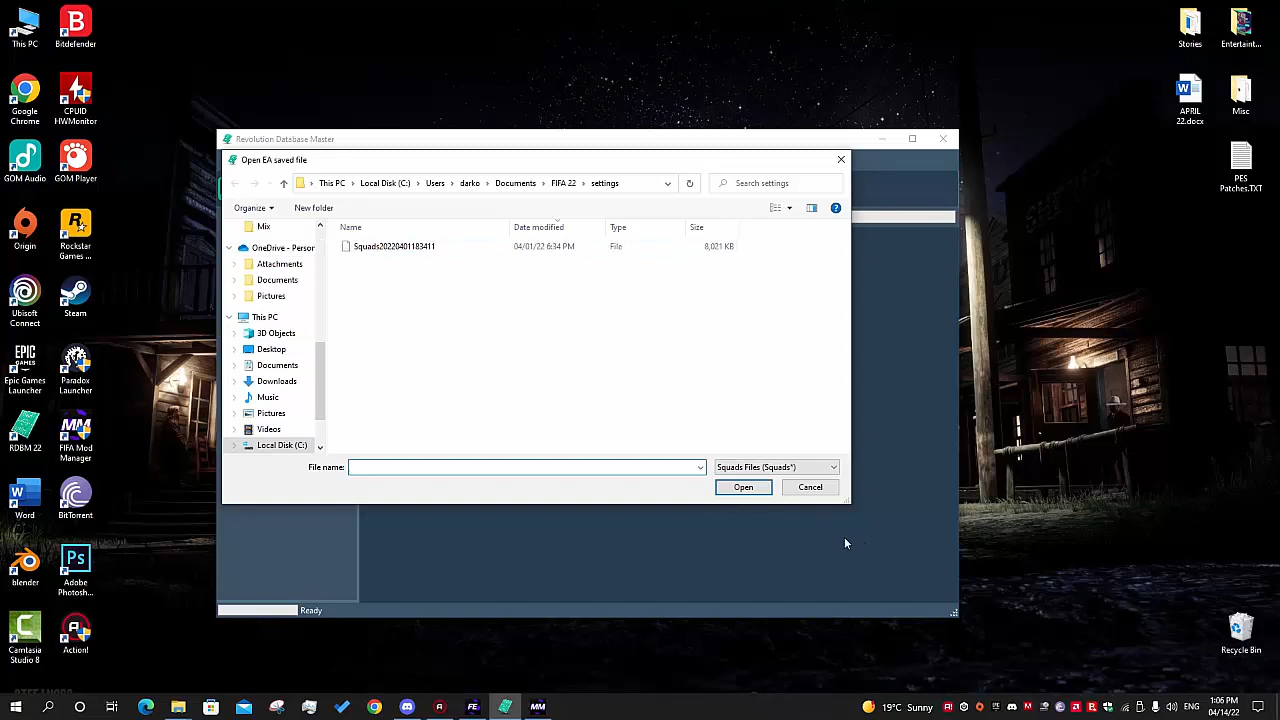 This PC
Bitdefender
Stories
Entertaint...
Google
Chrome
CPUID
HWMonitor
APRIL
22.docx
Misc
GOM Audio
GOM Player
PES
Patches.TXT
Origin
Rockstar
Games ...
Ubisoft
Connect
Steam
Epic Games
Launcher
Paradox
Launcher
RDBM 22
FIFA Mod
Manager
Word
BitTorrent
blender
Adobe
Photosh...
Camtasia
Studio 8
Action!
Recycle Bin
Revolution Database Master
Open EA saved file
This PC > Local Disk (C:) > Users > darko > Documents > FIFA 22 > settings
Search settings
Organize
New folder
Name
Date modified
Type
Size
Squads20220401183411
04/01/22 6:34 PM
File
8,021 KB
Mix
OneDrive - Person
Attachments
Documents
Pictures
This PC
3D Objects
Desktop
Documents
Downloads
Music
Pictures
Videos
Local Disk (C:)
File name:
Squads Files (Squads*)
Open
Cancel
Ready
19°C Sunny
1:06 PM
04/14/22